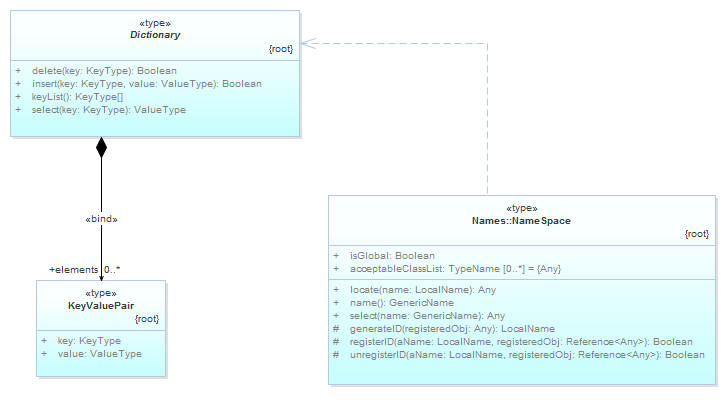 «type»
Dictionary
{root}
+ delete(key: KeyType): Boolean
+ insert(key: KeyType, value: ValueType): Boolean
+ keyList(): KeyType[]
+ select(key: KeyType): ValueType
«bind»
+elements 0..*
«type»
KeyValuePair
{root}
+ key: KeyType
+ value: ValueType
«type»
Names::NameSpace
{root}
+ isGlobal: Boolean
+ acceptableClassList: TypeName [0..*] = {Any}
+ locate(name: LocalName): Any
+ name(): GenericName
+ select(name: GenericName): Any
# generateID(registeredObj: Any): LocalName
# registerID(aName: LocalName, registeredObj: Reference<Any>): Boolean
# unregisterID(aName: LocalName, registeredObj: Reference<Any>): Boolean